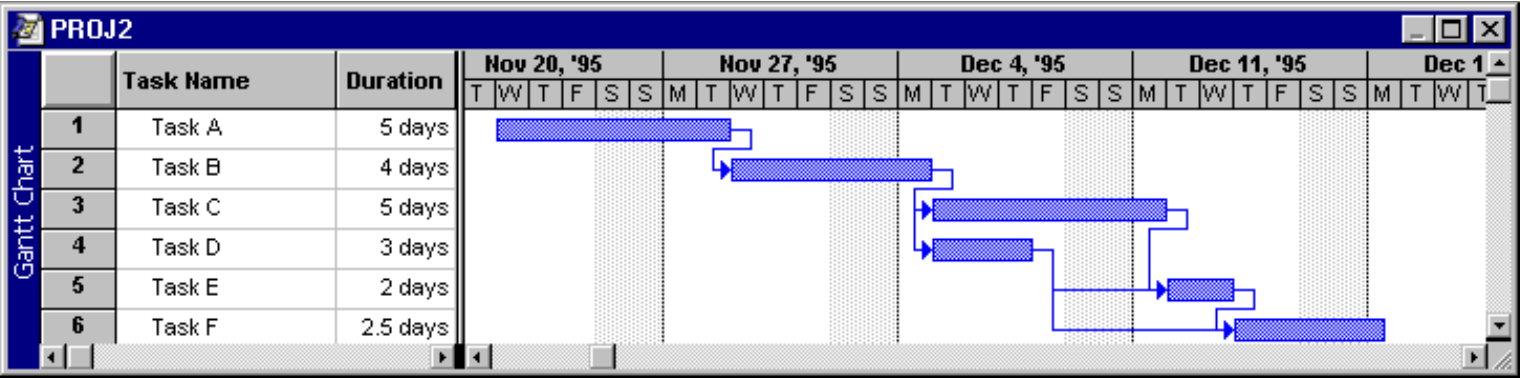 PROJ2
Task Name Duration Nov 20, '95 Nov 27, '95 Dec 4, '95 Dec 11, '95 Dec 1
T W T F S S M T W T F S S M T W T F S S M T W T F S S M T W T
1 Task A 5 days
2 Task B 4 days
3 Task C 5 days
4 Task D 3 days
5 Task E 2 days
6 Task F 2.5 days
Gantt Chart